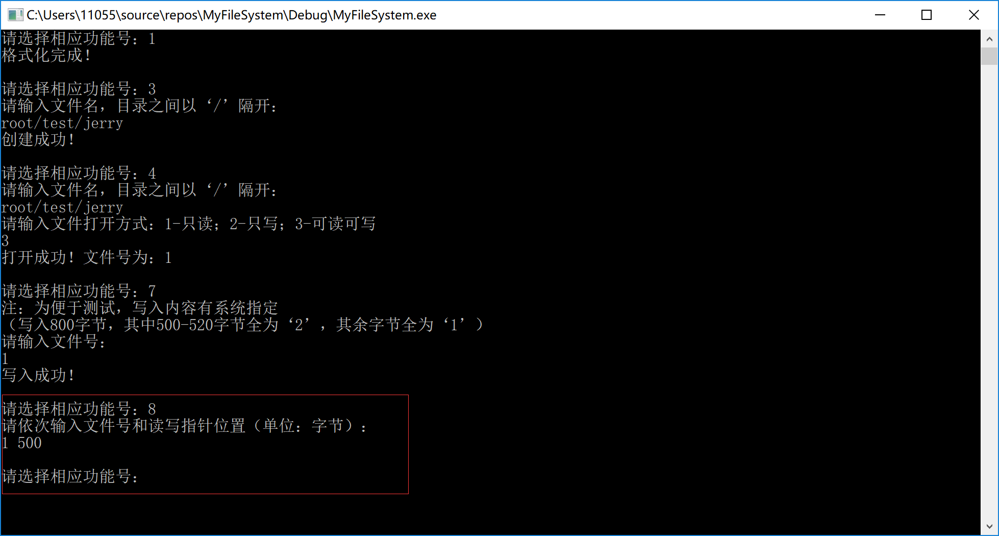 C:\Users\11055\source\repos\MyFileSystem\Debug\MyFileSystem.exe
请选择相应功能号：1
格式化完成！
请选择相应功能号：3
请输入文件名，目录之间以‘/’隔开：
root/test/jerry
创建成功！
请选择相应功能号：4
请输入文件名，目录之间以‘/’隔开：
root/test/jerry
请输入文件打开方式：1-只读；2-只写；3-可读可写
3
打开成功！文件号为：1
请选择相应功能号：7
注：为便于测试，写入内容有系统指定
（写入800字节，其中500-520字节全为‘2’，其余字节全为‘1’）
请输入文件号：
1
写入成功！
请选择相应功能号：8
请依次输入文件号和读写指针位置（单位：字节）：
1 500
请选择相应功能号：